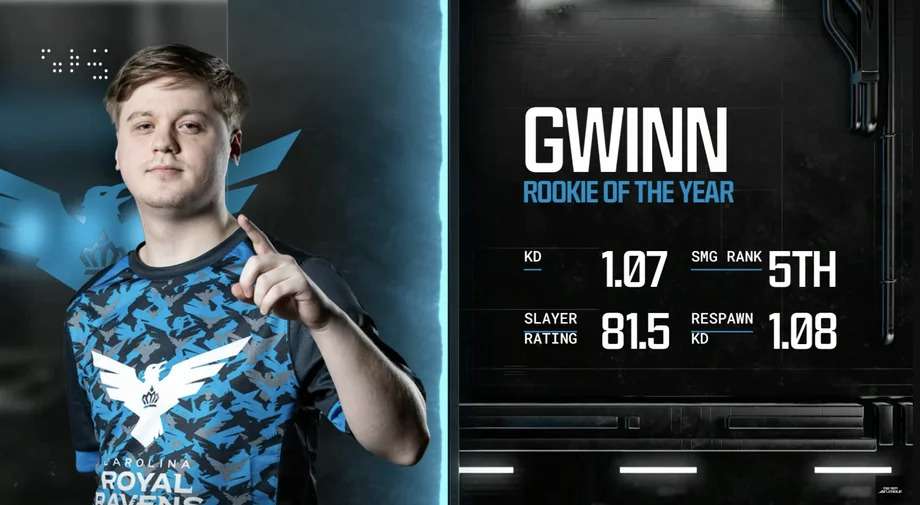 GWINN
ROOKIE OF THE YEAR
KD 1.07 SMG RANK 5TH
SLAYER RATING 81.5 RESPAWN KD 1.08
CAROLINA
ROYAL
RAVENS